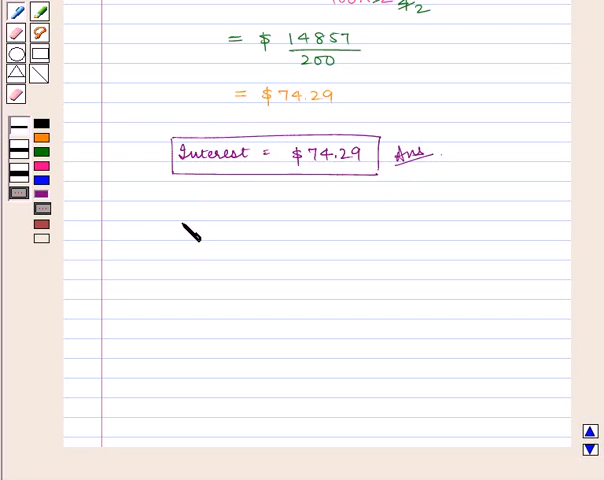 = $ 14857
200
= $74.29
Interest = $74.29 Ans.